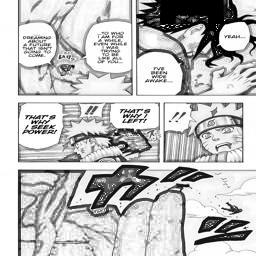 YEAH...
I'VE
BEEN
WIDE
AWAKE...
...TO WHO
I AM FOR
A WHILE,
EVEN WHILE
I WAS
TRYING
TO BE
LIKE ALL
OF YOU...
...DREAMING
ABOUT
A FUTURE
THAT ISN'T
GOING TO
COME.
!!
THAT'S
WHY I
LEFT!
!!
THAT'S
WHY
I SEEK
POWER!